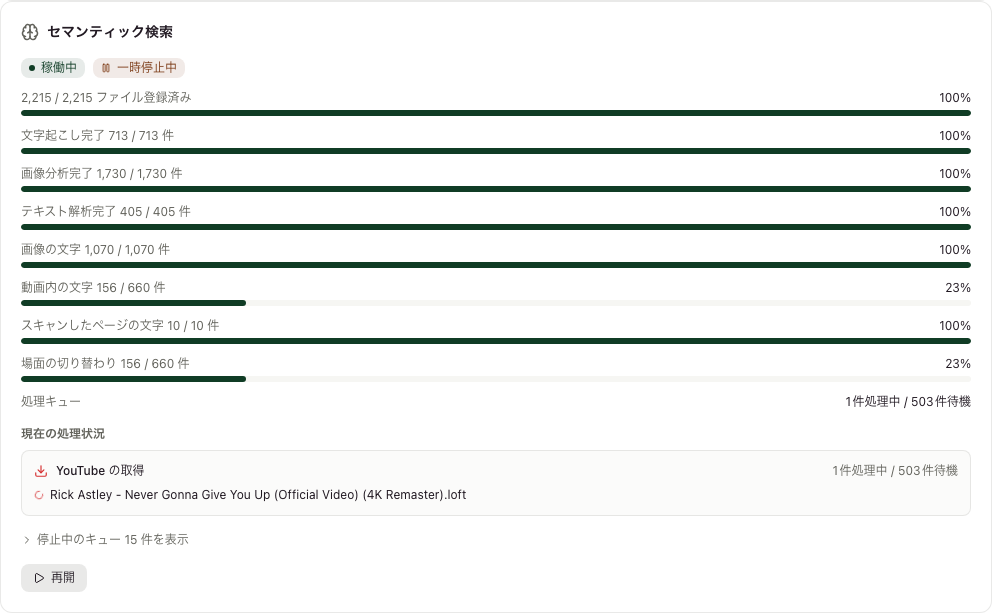 セマンティック検索
稼働中 一時停止中
2,215 / 2,215 ファイル登録済み 100%
文字起こし完了 713 / 713 件 100%
画像分析完了 1,730 / 1,730 件 100%
テキスト解析完了 405 / 405 件 100%
画像の文字 1,070 / 1,070 件 100%
動画内の文字 156 / 660 件 23%
スキャンしたページの文字 10 / 10 件 100%
場面の切り替わり 156 / 660 件 23%
処理キュー 1件処理中 / 503件待機
現在の処理状況
YouTube の取得 1件処理中 / 503件待機
Rick Astley - Never Gonna Give You Up (Official Video) (4K Remaster).loft
停止中のキュー 15 件を表示
再開